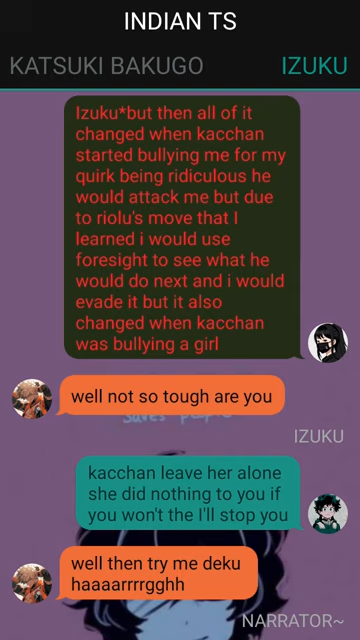 INDIAN TS
KATSUKI BAKUGO IZUKU
Izuku*but then all of it
changed when kacchan
started bullying me for my
quirk being ridiculous he
would attack me but due
to riolu's move that I
learned i would use
foresight to see what he
would do next and i would
evade it but it also
changed when kacchan
was bullying a girl
well not so tough are you
saves people
IZUKU
kacchan leave her alone
she did nothing to you if
you won't the I'll stop you
well then try me deku
haaaarrrrgghh
NARRATOR~